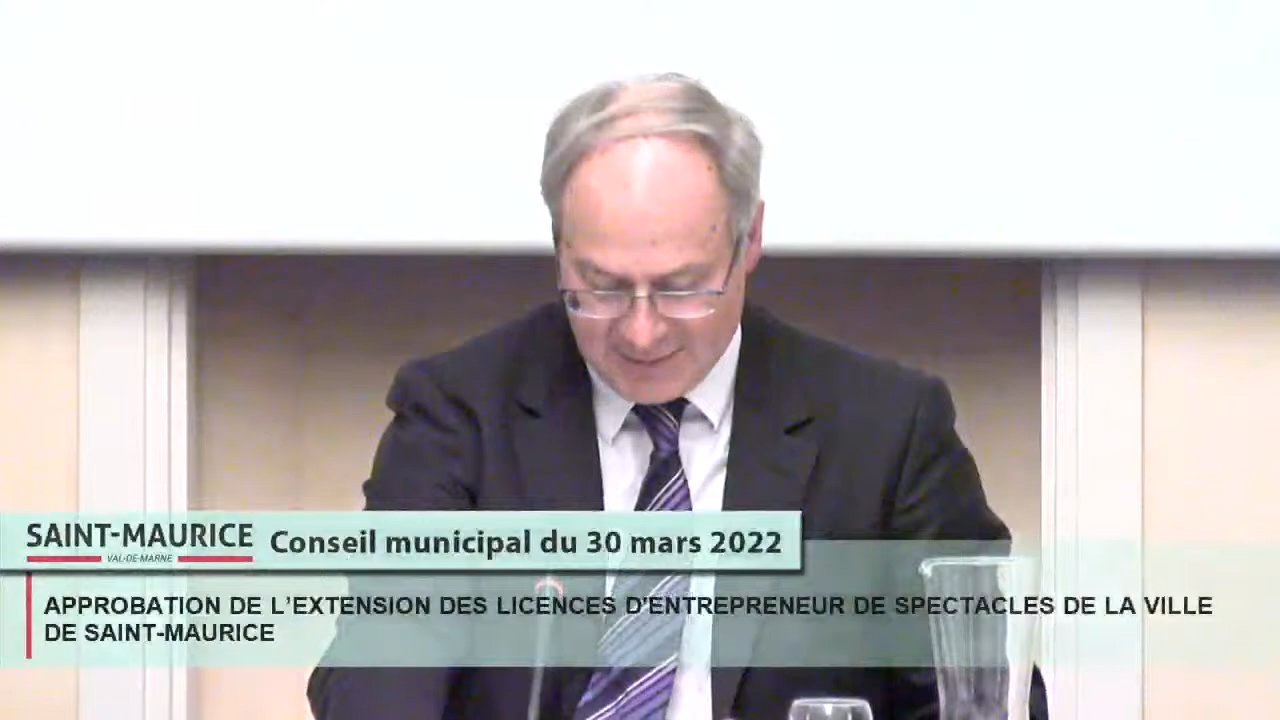 SAINT-MAURICE
VAL-DE-MARNE
Conseil municipal du 30 mars 2022
APPROBATION DE L’EXTENSION DES LICENCES D'ENTREPRENEUR DE SPECTACLES DE LA VILLE
DE SAINT-MAURICE